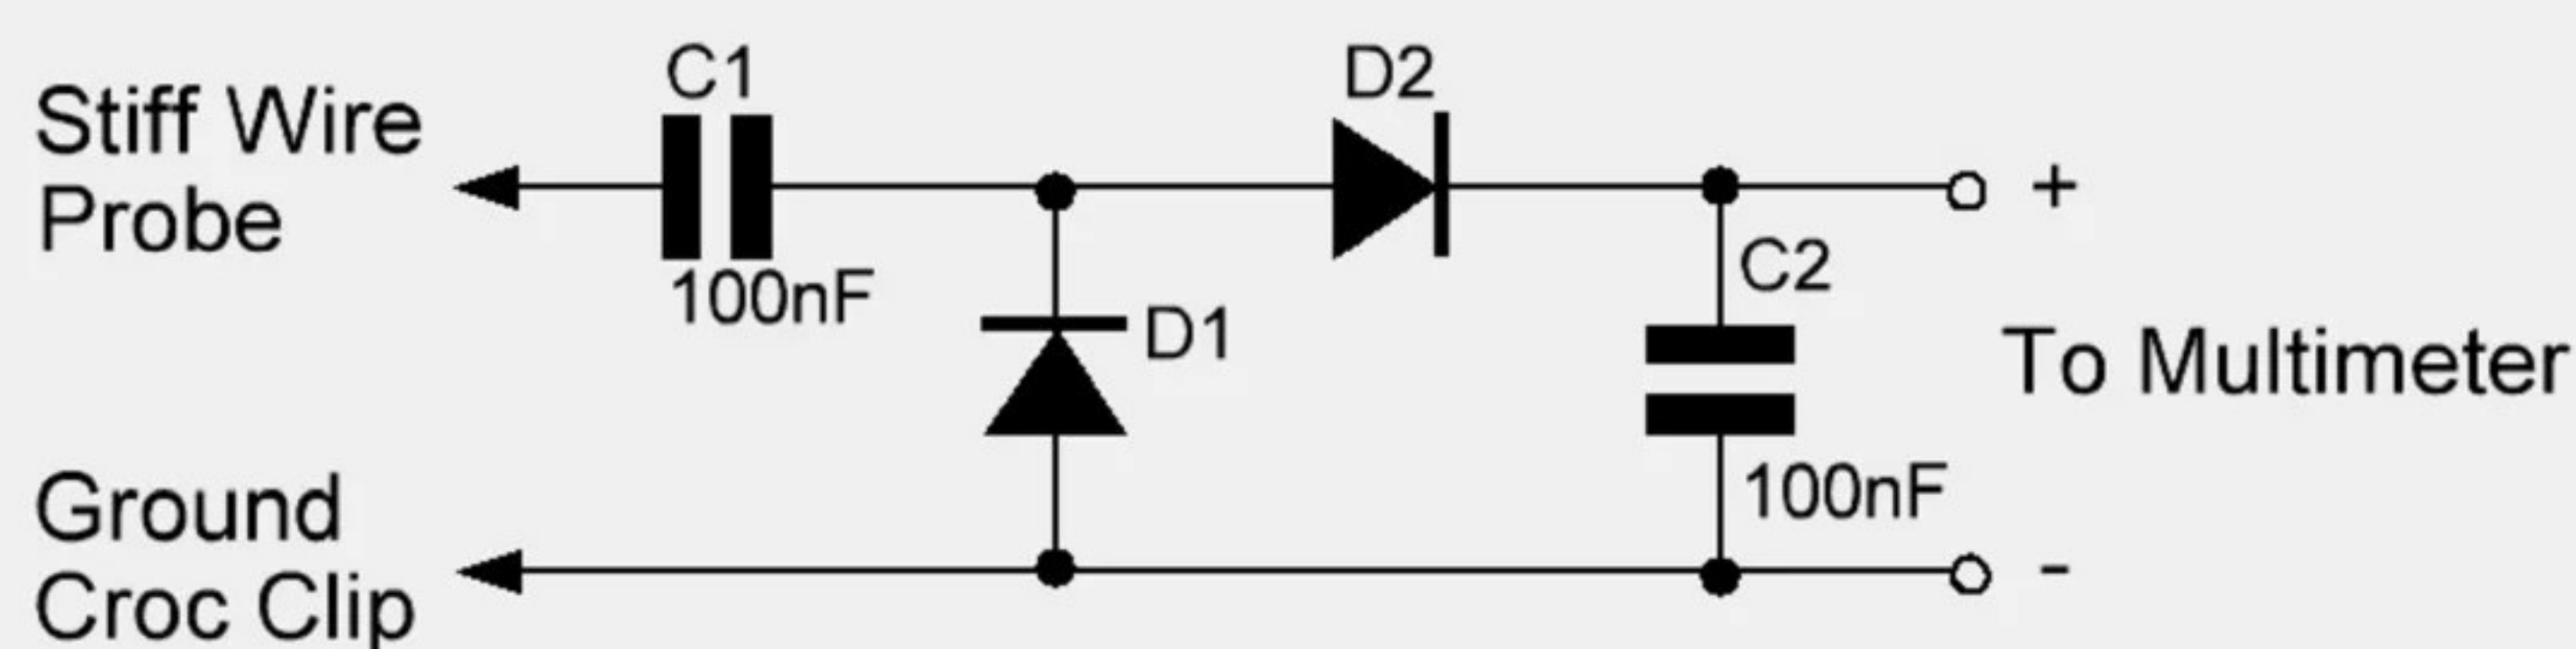 C1
D2
Stiff Wire
Probe
+
C2
100nF
D1
To Multimeter
Ground
100nF
Croc Clip
-